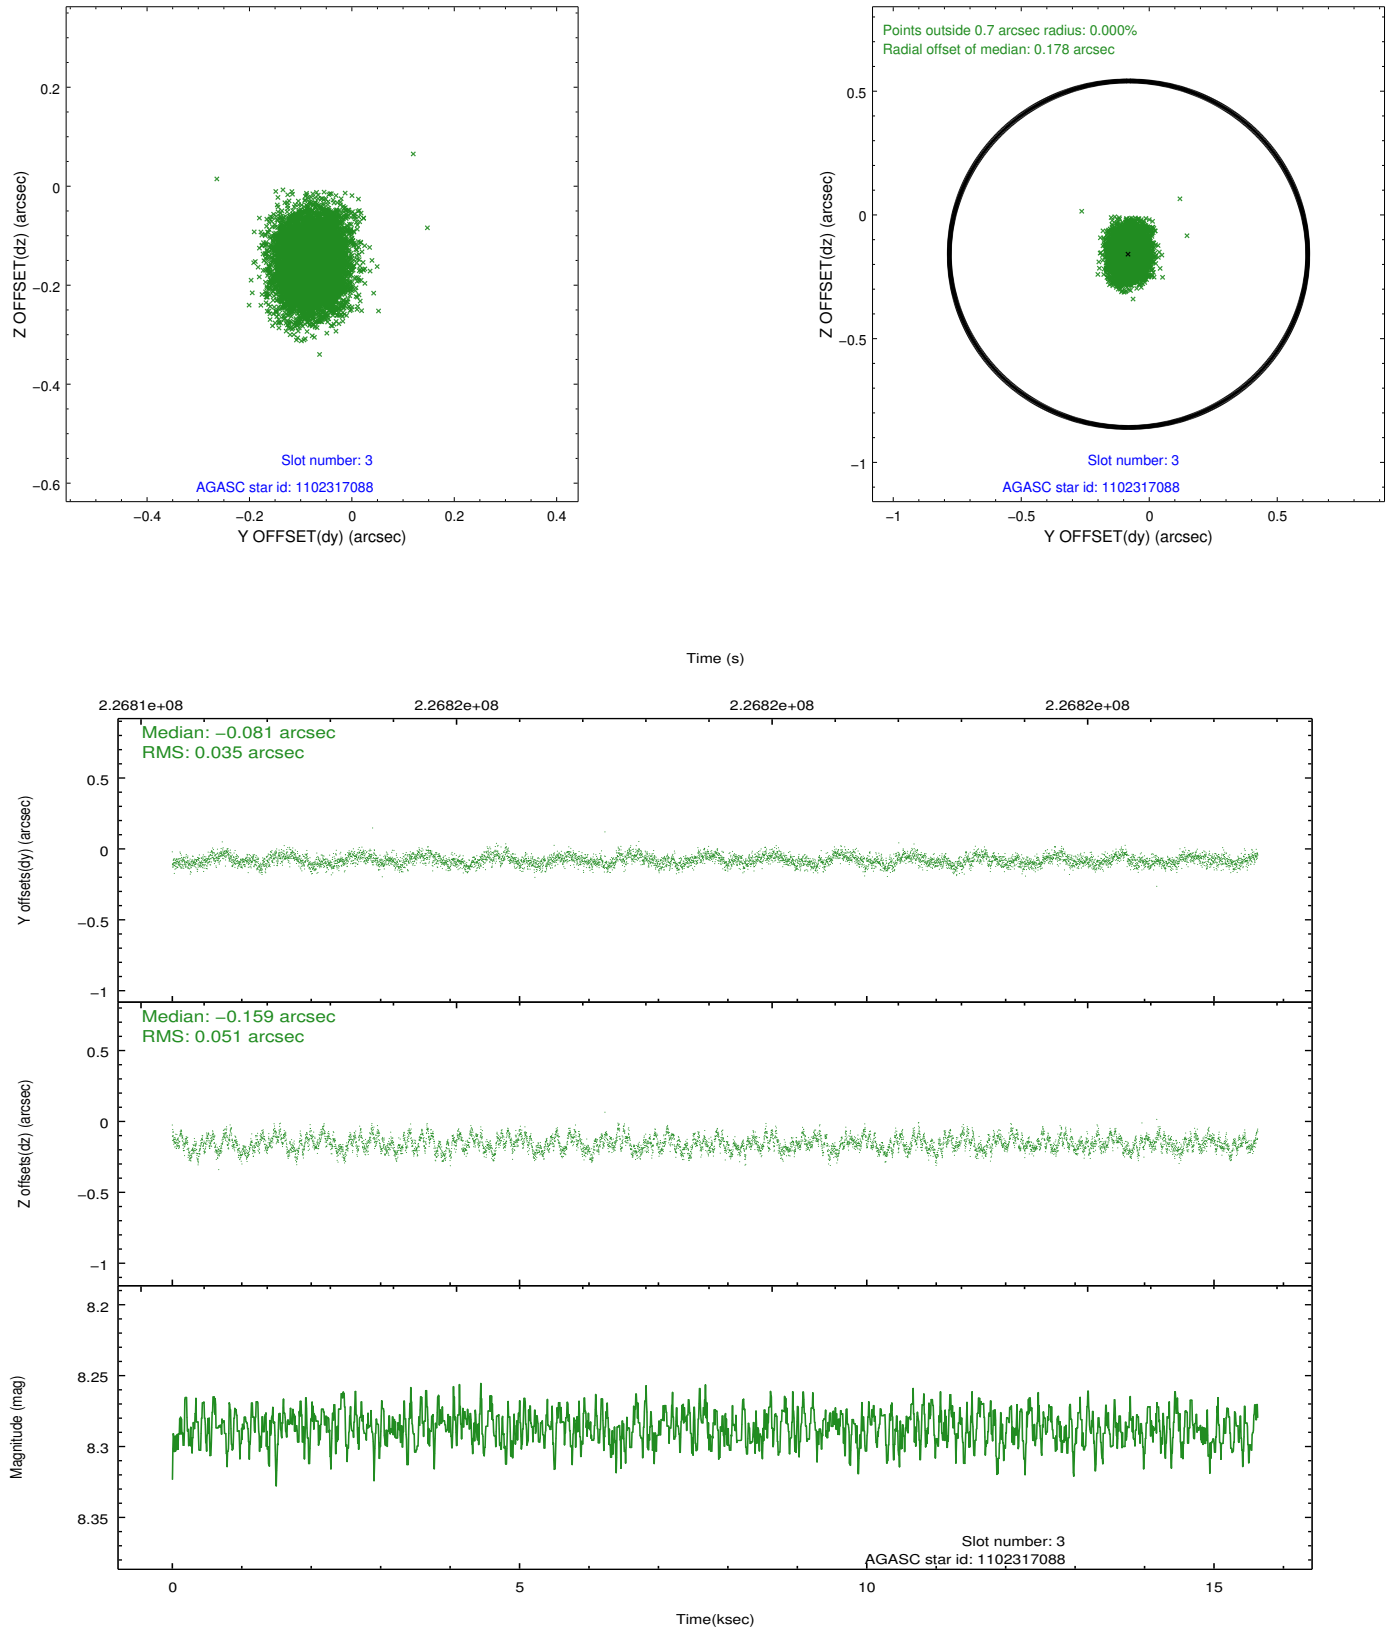 0.2
0
−0.2
−0.4
−0.6
Z OFFSET(dz) (arcsec)
Slot number: 3
AGASC star id: 1102317088
−0.4
−0.2
0
0.2
0.4
Y OFFSET(dy) (arcsec)
Points outside 0.7 arcsec radius: 0.000%
Radial offset of median: 0.178 arcsec
0.5
0
−0.5
−1
Z OFFSET(dz) (arcsec)
Slot number: 3
AGASC star id: 1102317088
−1
−0.5
0
0.5
Y OFFSET(dy) (arcsec)
Time (s)
2.2681e+08
2.2682e+08
2.2682e+08
2.2682e+08
Median: −0.081 arcsec
RMS: 0.035 arcsec
0.5
0
−0.5
−1
Y offsets(dy) (arcsec)
Median: −0.159 arcsec
RMS: 0.051 arcsec
0.5
0
−0.5
−1
Z offsets(dz) (arcsec)
8.2
8.25
8.3
8.35
Magnitude (mag)
Slot number: 3
AGASC star id: 1102317088
0
5
10
15
Time(ksec)